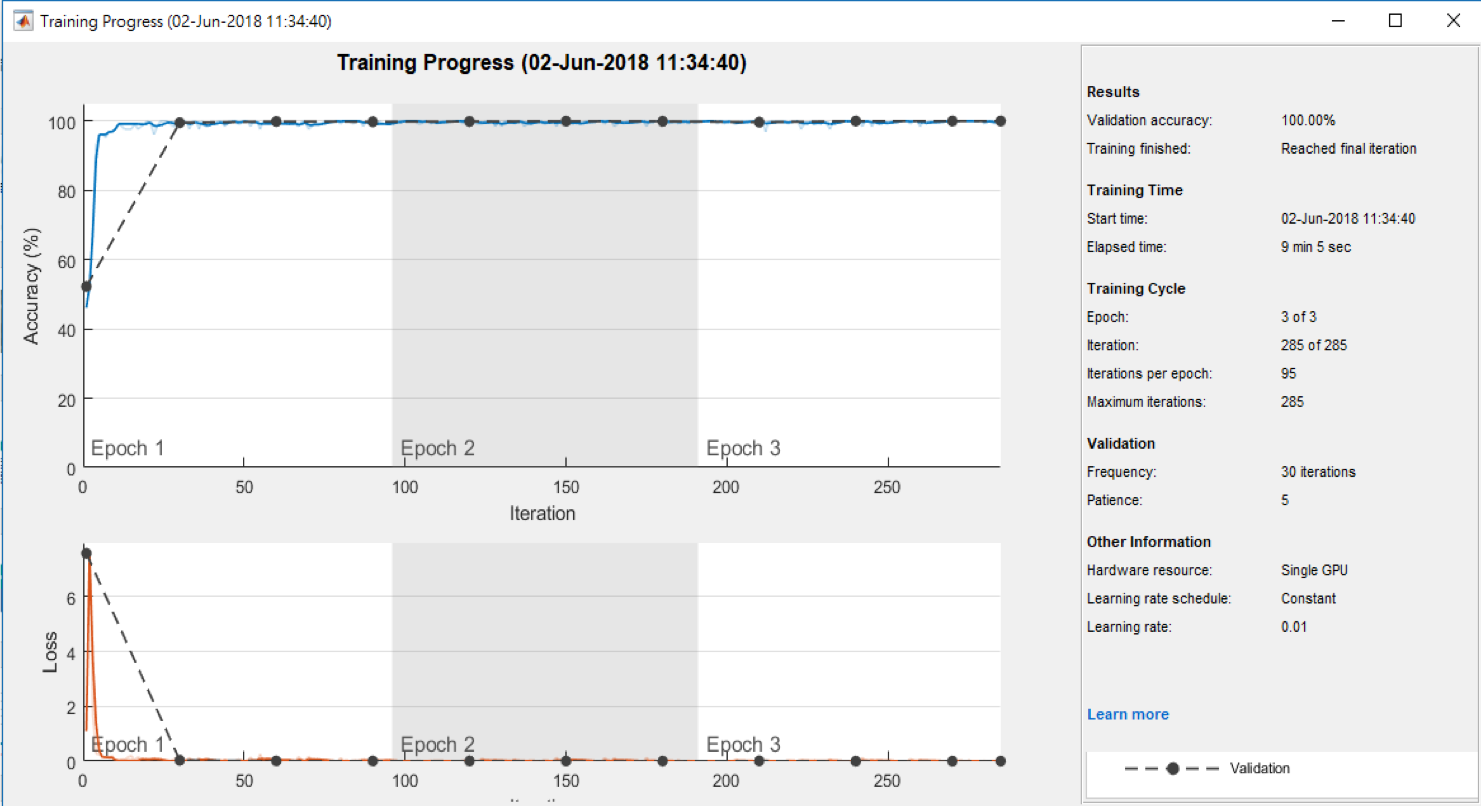 Training Progress (02-Jun-2018 11:34:40)
Training Progress (02-Jun-2018 11:34:40)
Accuracy (%)
100
80
60
40
20
0
Epoch 1 Epoch 2 Epoch 3
0 50 100 150 200 250
Iteration
Loss
6
4
2
0
Epoch 1 Epoch 2 Epoch 3
0 50 100 150 200 250
Results
Validation accuracy: 100.00%
Training finished: Reached final iteration
Training Time
Start time: 02-Jun-2018 11:34:40
Elapsed time: 9 min 5 sec
Training Cycle
Epoch: 3 of 3
Iteration: 285 of 285
Iterations per epoch: 95
Maximum iterations: 285
Validation
Frequency: 30 iterations
Patience: 5
Other Information
Hardware resource: Single GPU
Learning rate schedule: Constant
Learning rate: 0.01
Learn more
Validation